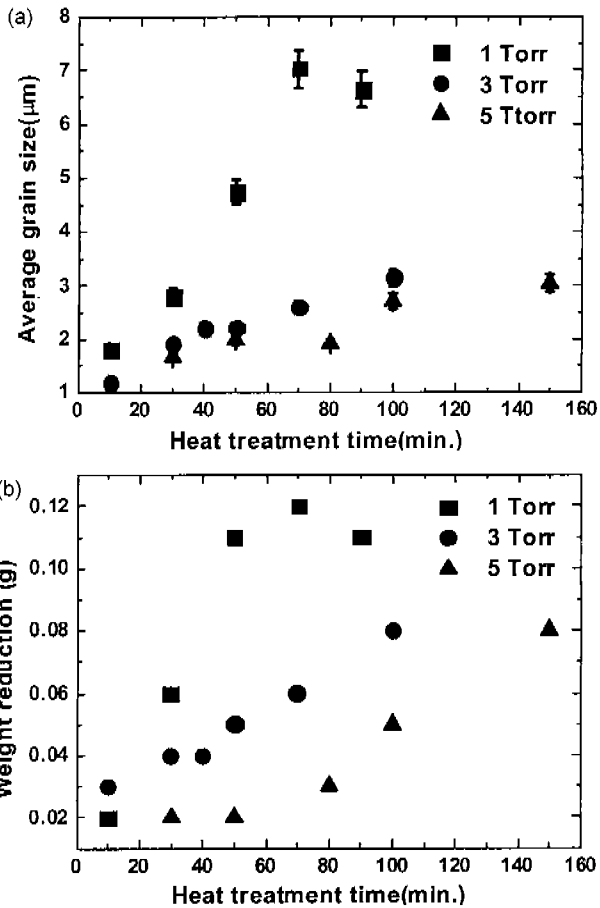 (a)
8
7
6
5
4
3
2
1
Average grain size(μm)
■ 1 Torr
● 3 Torr
▲ 5 Ttorr
0 20 40 60 80 100 120 140 160
Heat treatment time(min.)
(b)
0.12
0.10
0.08
0.06
0.04
0.02
Weight reduction (g)
■ 1 Torr
● 3 Torr
▲ 5 Torr
0 20 40 60 80 100 120 140 160
Heat treatment time(min.)